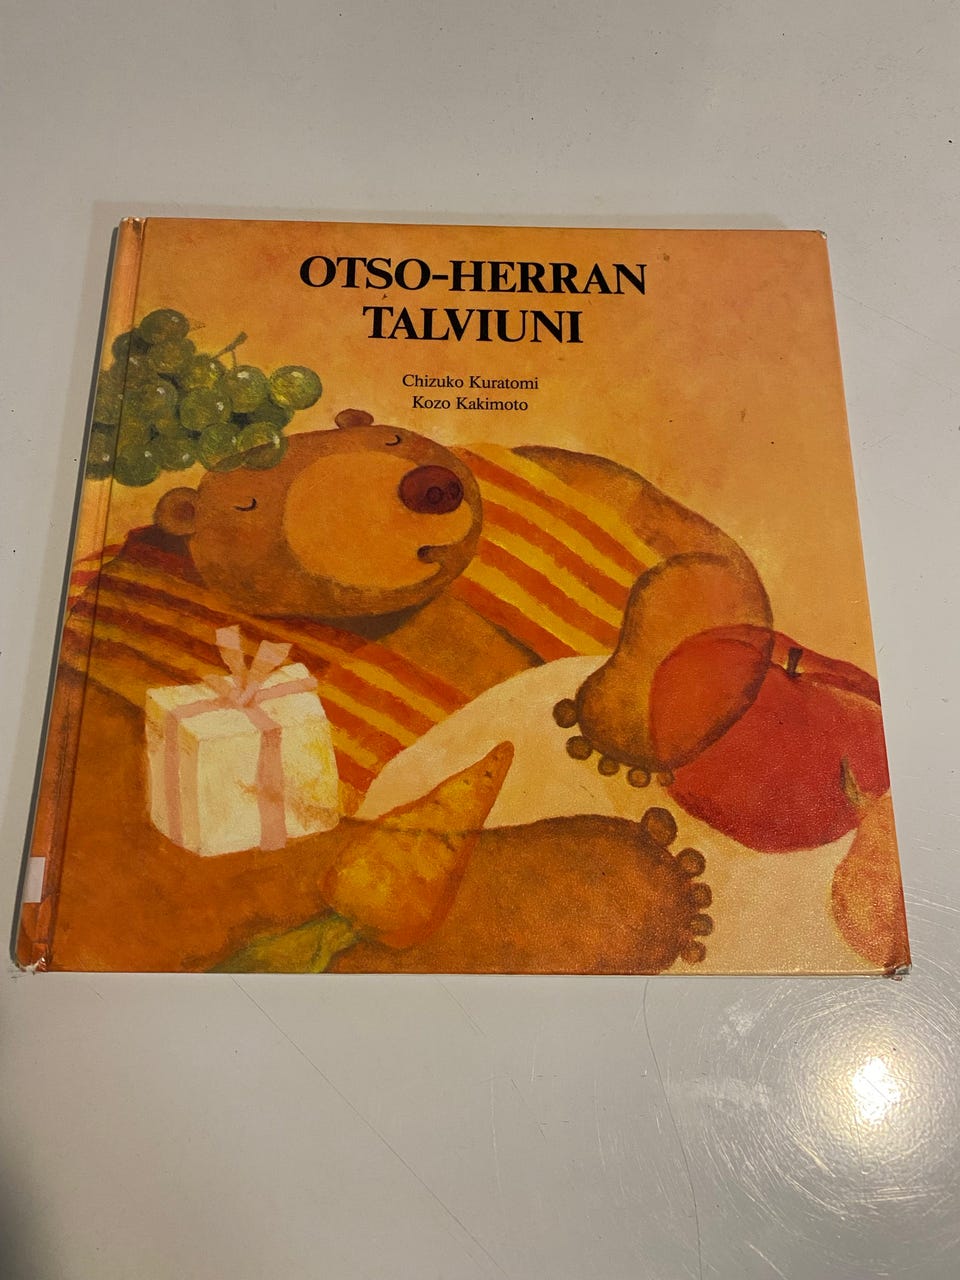 OTSO-HERRAN
TALVIUNI
Chizuko Kuratomi
Kozo Kakimoto